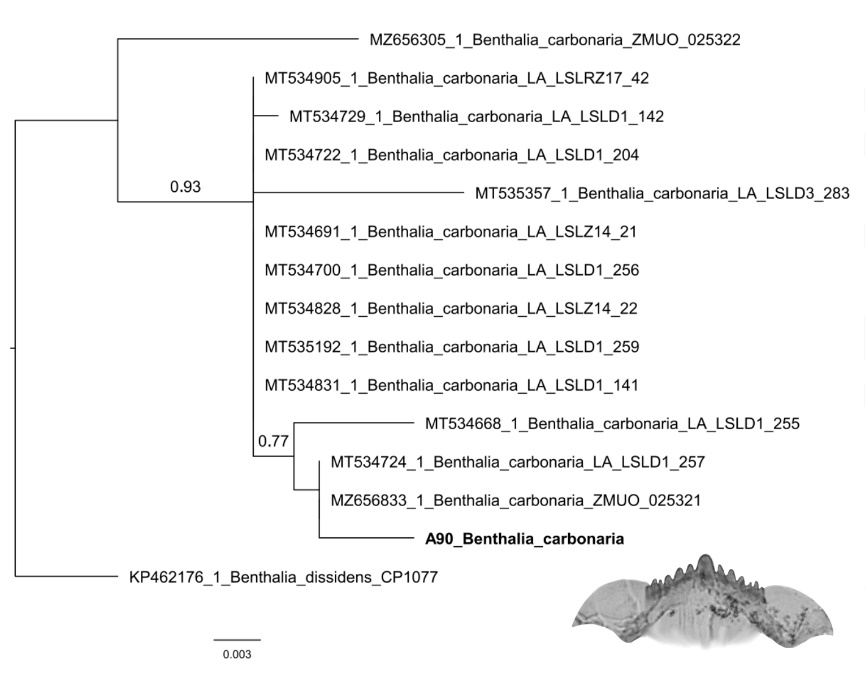 MZ656305_1_Benthalia_carbonaria_ZMUO_025322
MT534905_1_Benthalia_carbonaria_LA_LSLRZ17_42
MT534729_1_Benthalia_carbonaria_LA_LSLD1_142
MT534722_1_Benthalia_carbonaria_LA_LSLD1_204
0.93
MT535357_1_Benthalia_carbonaria_LA_LSLD3_283
MT534691_1_Benthalia_carbonaria_LA_LSLZ14_21
MT534700_1_Benthalia_carbonaria_LA_LSLD1_256
MT534828_1_Benthalia_carbonaria_LA_LSLZ14_22
MT535192_1_Benthalia_carbonaria_LA_LSLD1_259
MT534831_1_Benthalia_carbonaria_LA_LSLD1_141
MT534668_1_Benthalia_carbonaria_LA_LSLD1_255
0.77
MT534724_1_Benthalia_carbonaria_LA_LSLD1_257
MZ656833_1_Benthalia_carbonaria_ZMUO_025321
A90_Benthalia_carbonaria
KP462176_1_Benthalia_dissidens_CP1077
0.003